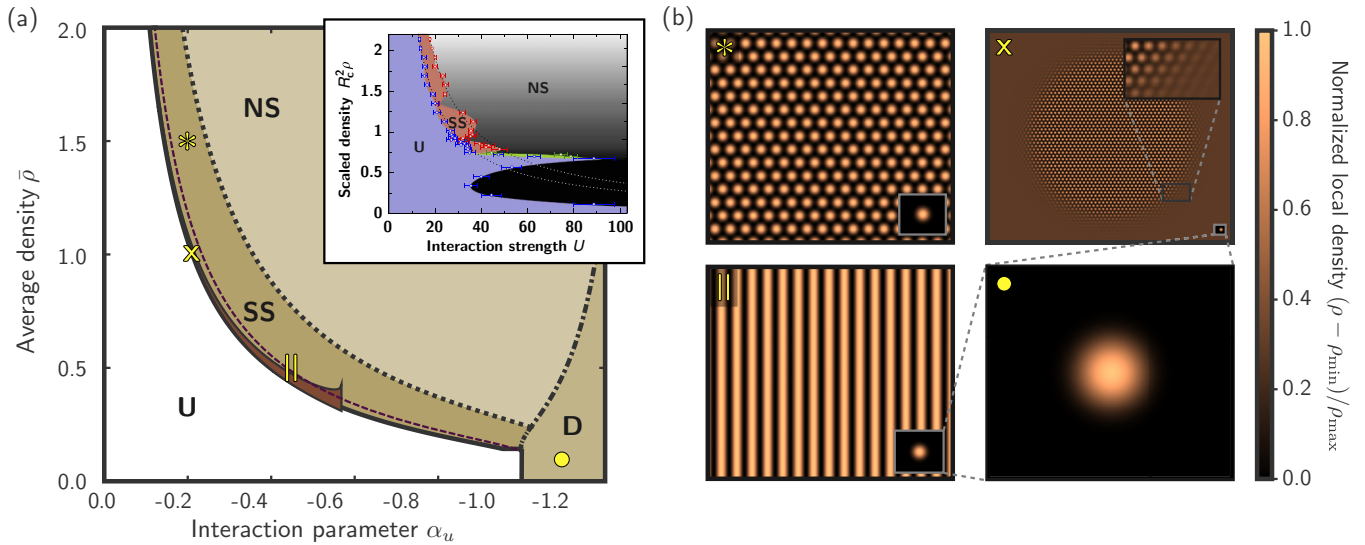 (a)
2.0
1.5
1.0
0.5
0.0
Average density ρ̄
0.0
-0.2
-0.4
-0.6
-0.8
-1.0
-1.2
Interaction parameter αᵤ
NS
SS
U
D
2
1.5
1
0.5
0
Scaled density R_c²ρ
0
20
40
60
80
100
Interaction strength U
NS
SS
U
(b)
1.0
0.8
0.6
0.4
0.2
0.0
Normalized local density (ρ − ρ_min)/ρ_max